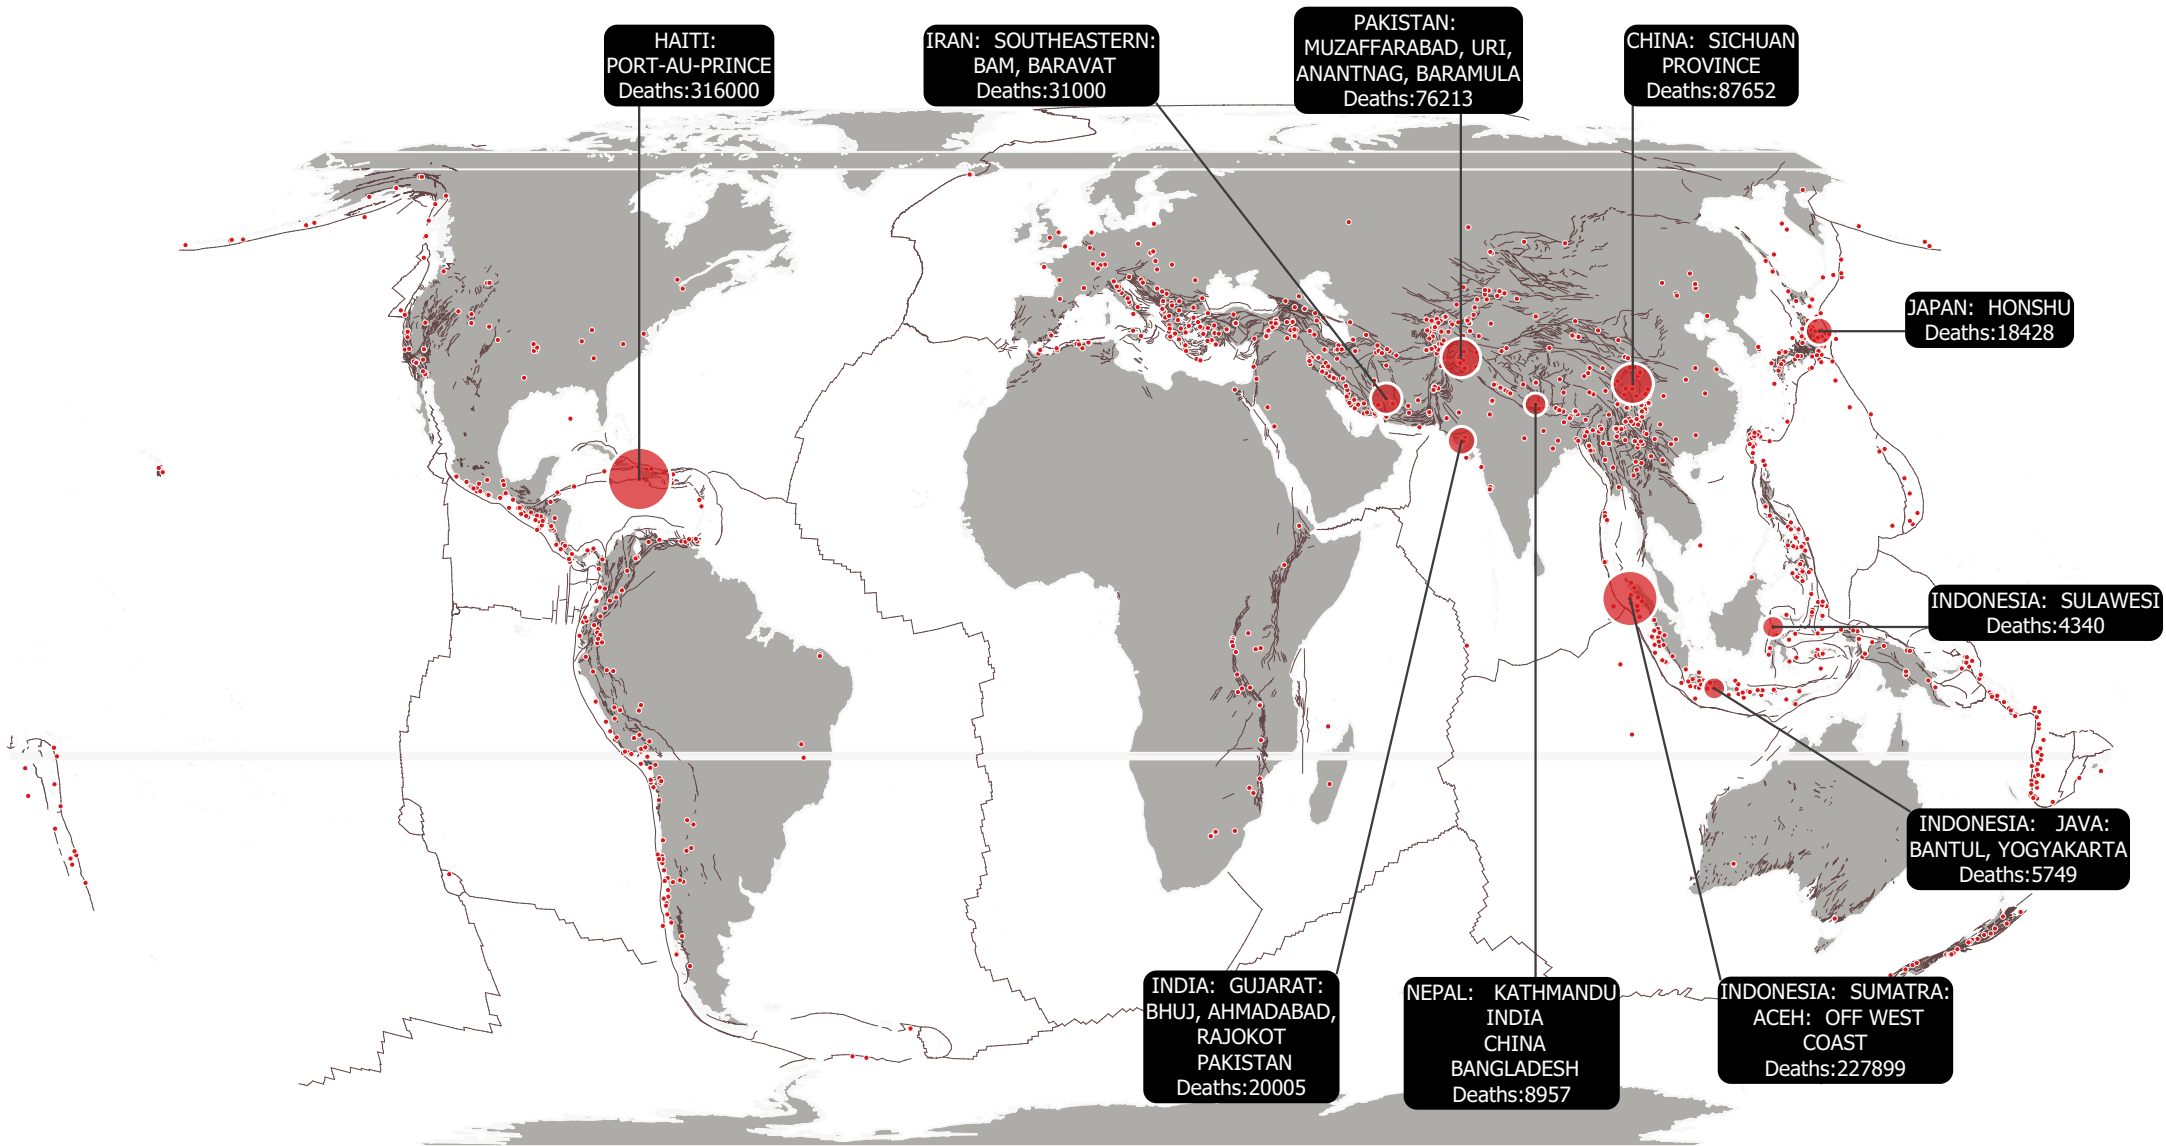 HAITI:
PORT-AU-PRINCE
Deaths:316000
IRAN: SOUTHEASTERN:
BAM, BARAVAT
Deaths:31000
PAKISTAN:
MUZAFFARABAD, URI,
ANANTNAG, BARAMULA
Deaths:76213
CHINA: SICHUAN
PROVINCE
Deaths:87652
JAPAN: HONSHU
Deaths:18428
INDONESIA: SULAWESI
Deaths:4340
INDONESIA: JAVA:
BANTUL, YOGYAKARTA
Deaths:5749
INDIA: GUJARAT:
BHUJ, AHMADABAD,
RAJOKOT
PAKISTAN
Deaths:20005
NEPAL: KATHMANDU
INDIA
CHINA
BANGLADESH
Deaths:8957
INDONESIA: SUMATRA:
ACEH: OFF WEST
COAST
Deaths:227899